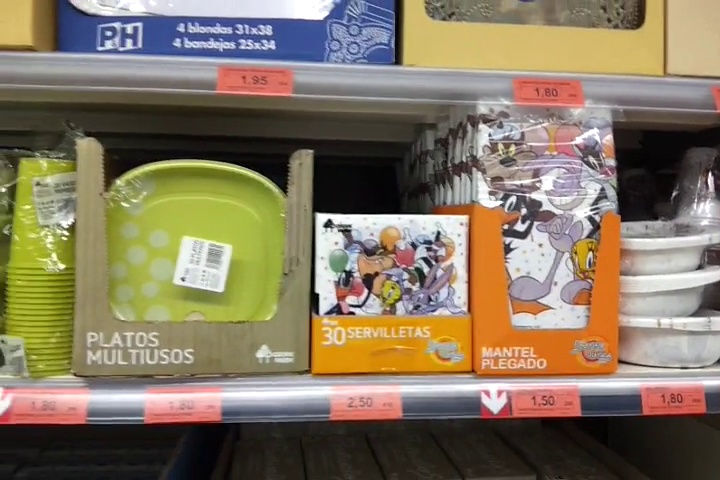 PH
4 blondas 31x38
4 bandejas 25x34
1.95
1,80
PLATOS
MULTIUSOS
30 SERVILLETAS
MANTEL
PLEGADO
1,80
1,80
2,50
1,50
1,80